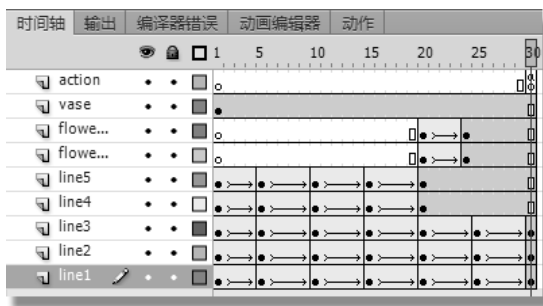 时间轴 输出 编译器错误 动画编辑器 动作
1 5 10 15 20 25 30
action
vase
flowe...
flowe...
line5
line4
line3
line2
line1